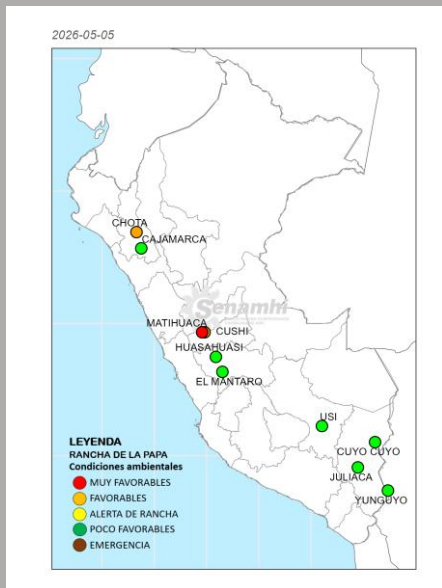 2026-05-05
CHOTA
CAJAMARCA
Senamhi
MATIHUACA
CUSHI
HUASAHUASI
EL MANTARO
USI
CUYO CUYO
JULIACA
YUNGUYO
LEYENDA
RANCHA DE LA PAPA
Condiciones ambientales
MUY FAVORABLES
FAVORABLES
ALERTA DE RANCHA
POCO FAVORABLES
EMERGENCIA